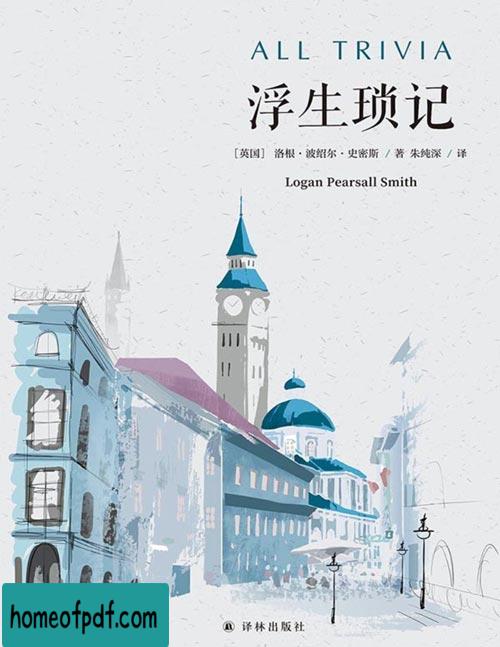 ALL TRIVIA
浮生琐记
［英国］ 洛根·波绍尔·史密斯 / 著 朱纯深 / 译
Logan Pearsall Smith
译林出版社
homeofpdf.com